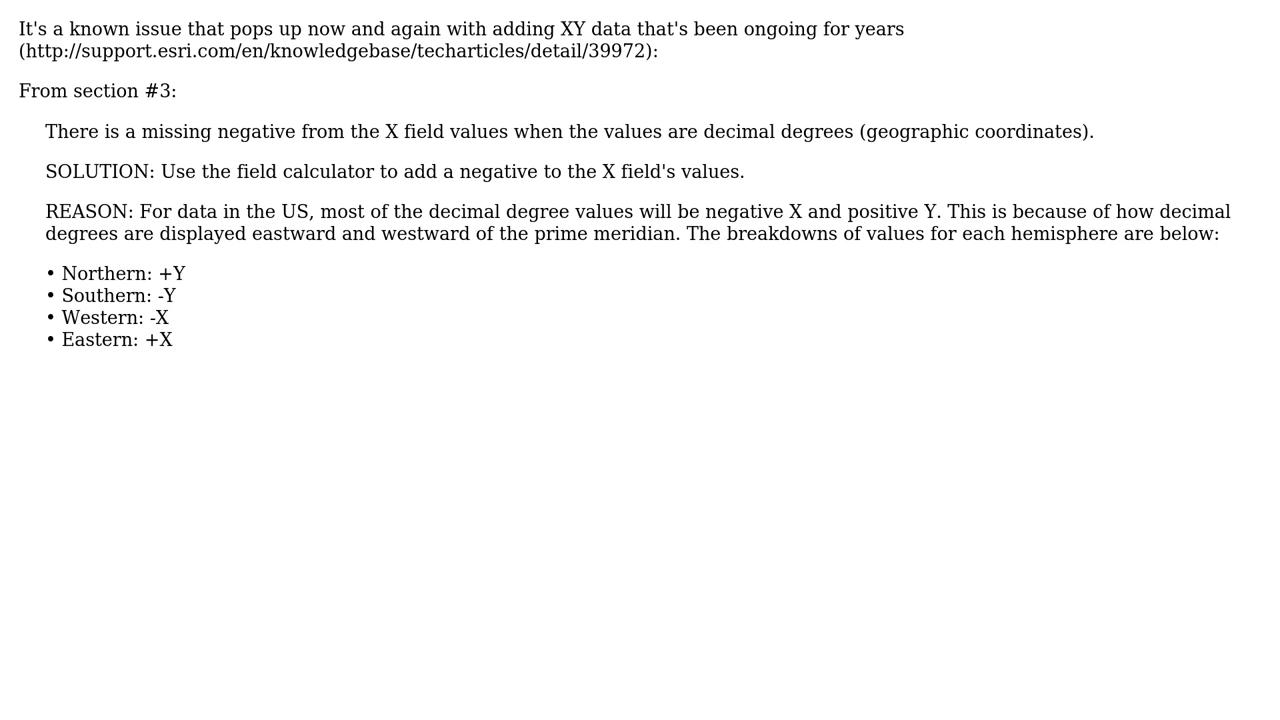 It's a known issue that pops up now and again with adding XY data that's been ongoing for years
(http://support.esri.com/en/knowledgebase/techarticles/detail/39972):
From section #3:
There is a missing negative from the X field values when the values are decimal degrees (geographic coordinates).
SOLUTION: Use the field calculator to add a negative to the X field's values.
REASON: For data in the US, most of the decimal degree values will be negative X and positive Y. This is because of how decimal
degrees are displayed eastward and westward of the prime meridian. The breakdowns of values for each hemisphere are below:
• Northern: +Y
• Southern: -Y
• Western: -X
• Eastern: +X